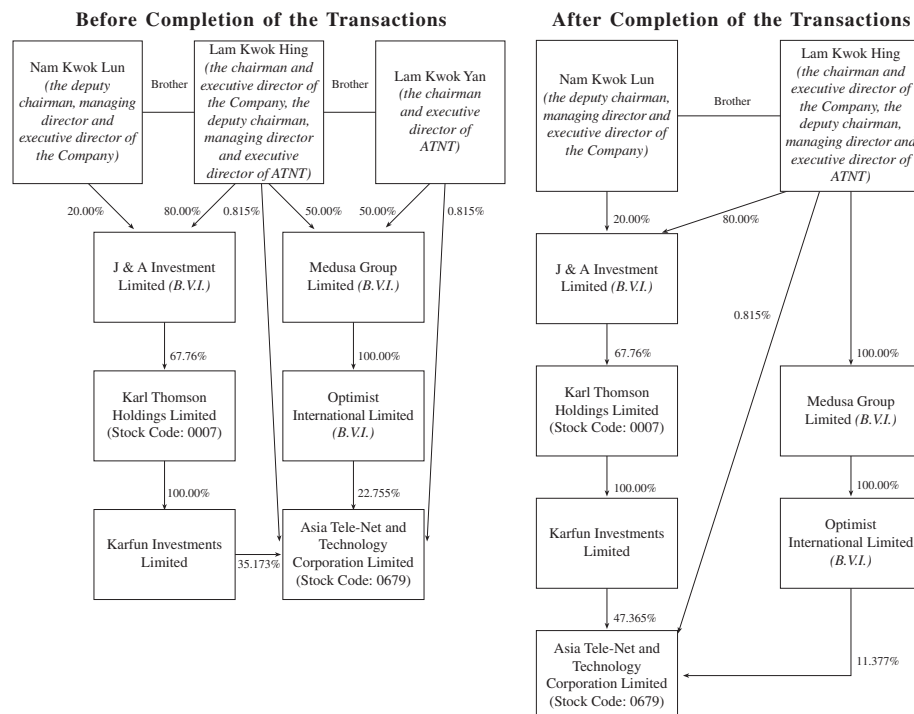 Before Completion of the Transactions
Nam Kwok Lun
(the deputy
chairman, managing
director and
executive director of
the Company)
Brother
Lam Kwok Hing
(the chairman and
executive director of
the Company, the
deputy chairman,
managing director
and executive
director of ATNT)
Brother
Lam Kwok Yan
(the chairman
and executive
director of
ATNT)
20.00%
80.00%
0.815%
50.00%
50.00%
0.815%
J & A Investment
Limited (B.V.I.)
Medusa Group
Limited (B.V.I.)
67.76%
100.00%
Karl Thomson
Holdings Limited
(Stock Code: 0007)
Optimist
International Limited
(B.V.I.)
100.00%
22.755%
Karfun Investments
Limited
35.173%
Asia Tele-Net and
Technology
Corporation Limited
(Stock Code: 0679)
After Completion of the Transactions
Nam Kwok Lun
(the deputy chairman,
managing director and
executive director of
the Company)
Brother
Lam Kwok Hing
(the chairman and
executive director of
the Company, the
deputy chairman,
managing director and
executive director of
ATNT)
20.00%
80.00%
J & A Investment
Limited (B.V.I.)
0.815%
67.76%
100.00%
Karl Thomson
Holdings Limited
(Stock Code: 0007)
Medusa Group
Limited (B.V.I.)
100.00%
100.00%
Karfun Investments
Limited
Optimist
International Limited
(B.V.I.)
47.365%
11.377%
Asia Tele-Net and
Technology
Corporation Limited
(Stock Code: 0679)